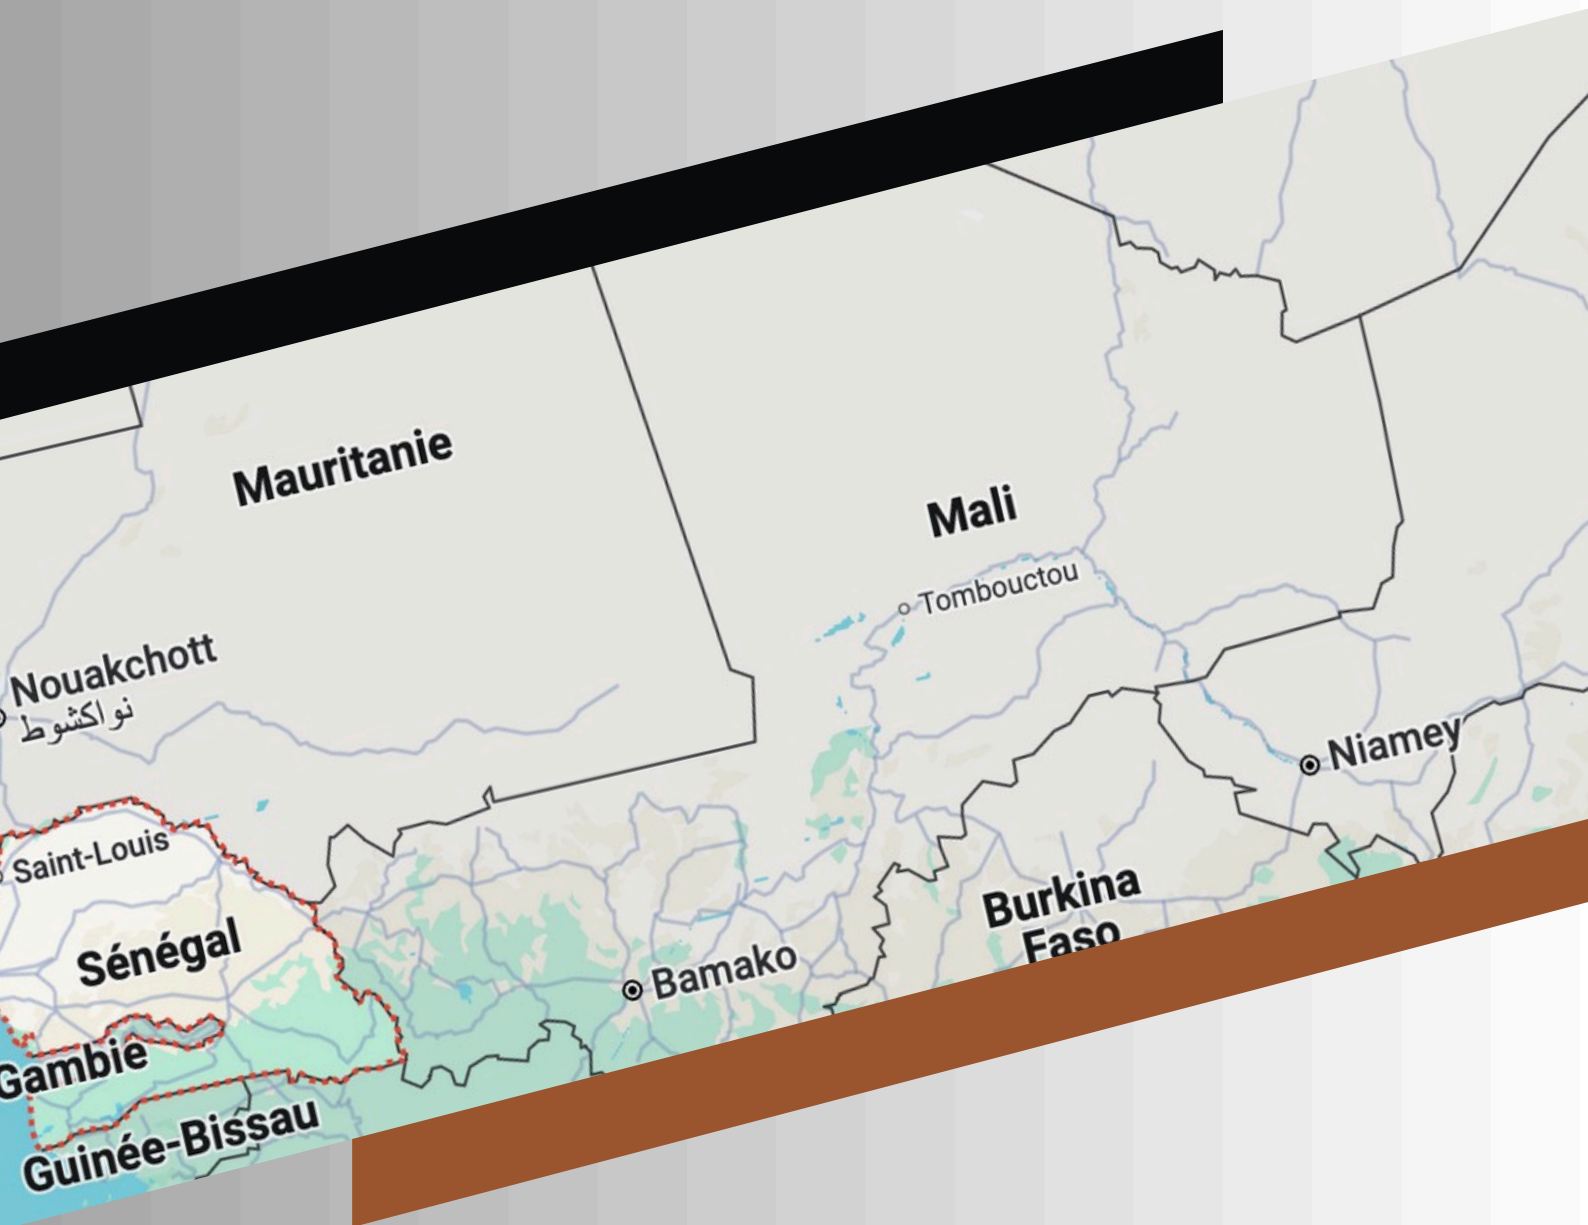 Mauritanie
Mali
Tombouctou
Nouakchott
نواكشوط
Niamey
Saint-Louis
Burkina
Faso
Sénégal
Bamako
Gambie
Guinée-Bissau